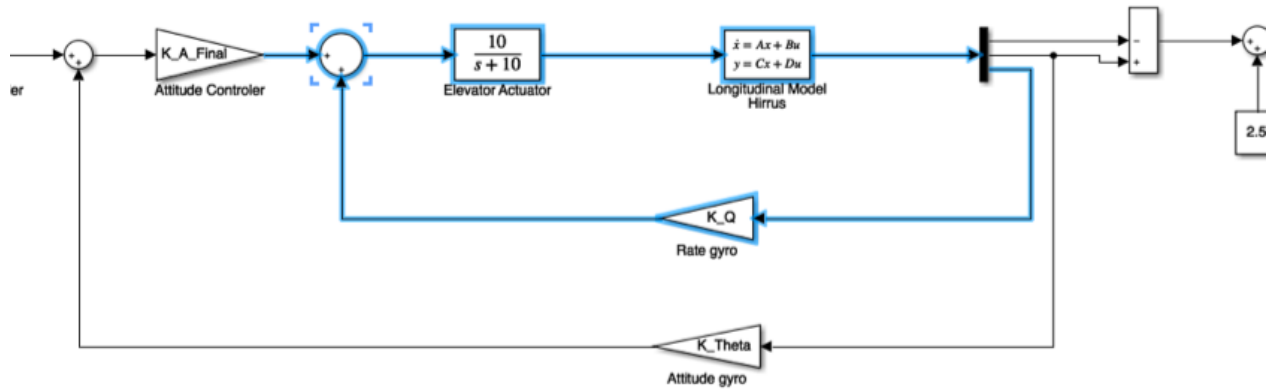 K_A_Final
er
Attitude Controler
10
s + 10
Elevator Actuator
ẋ = Ax + Bu
y = Cx + Du
Longitudinal Model
Hirrus
2.5
K_Q
Rate gyro
K_Theta
Attitude gyro